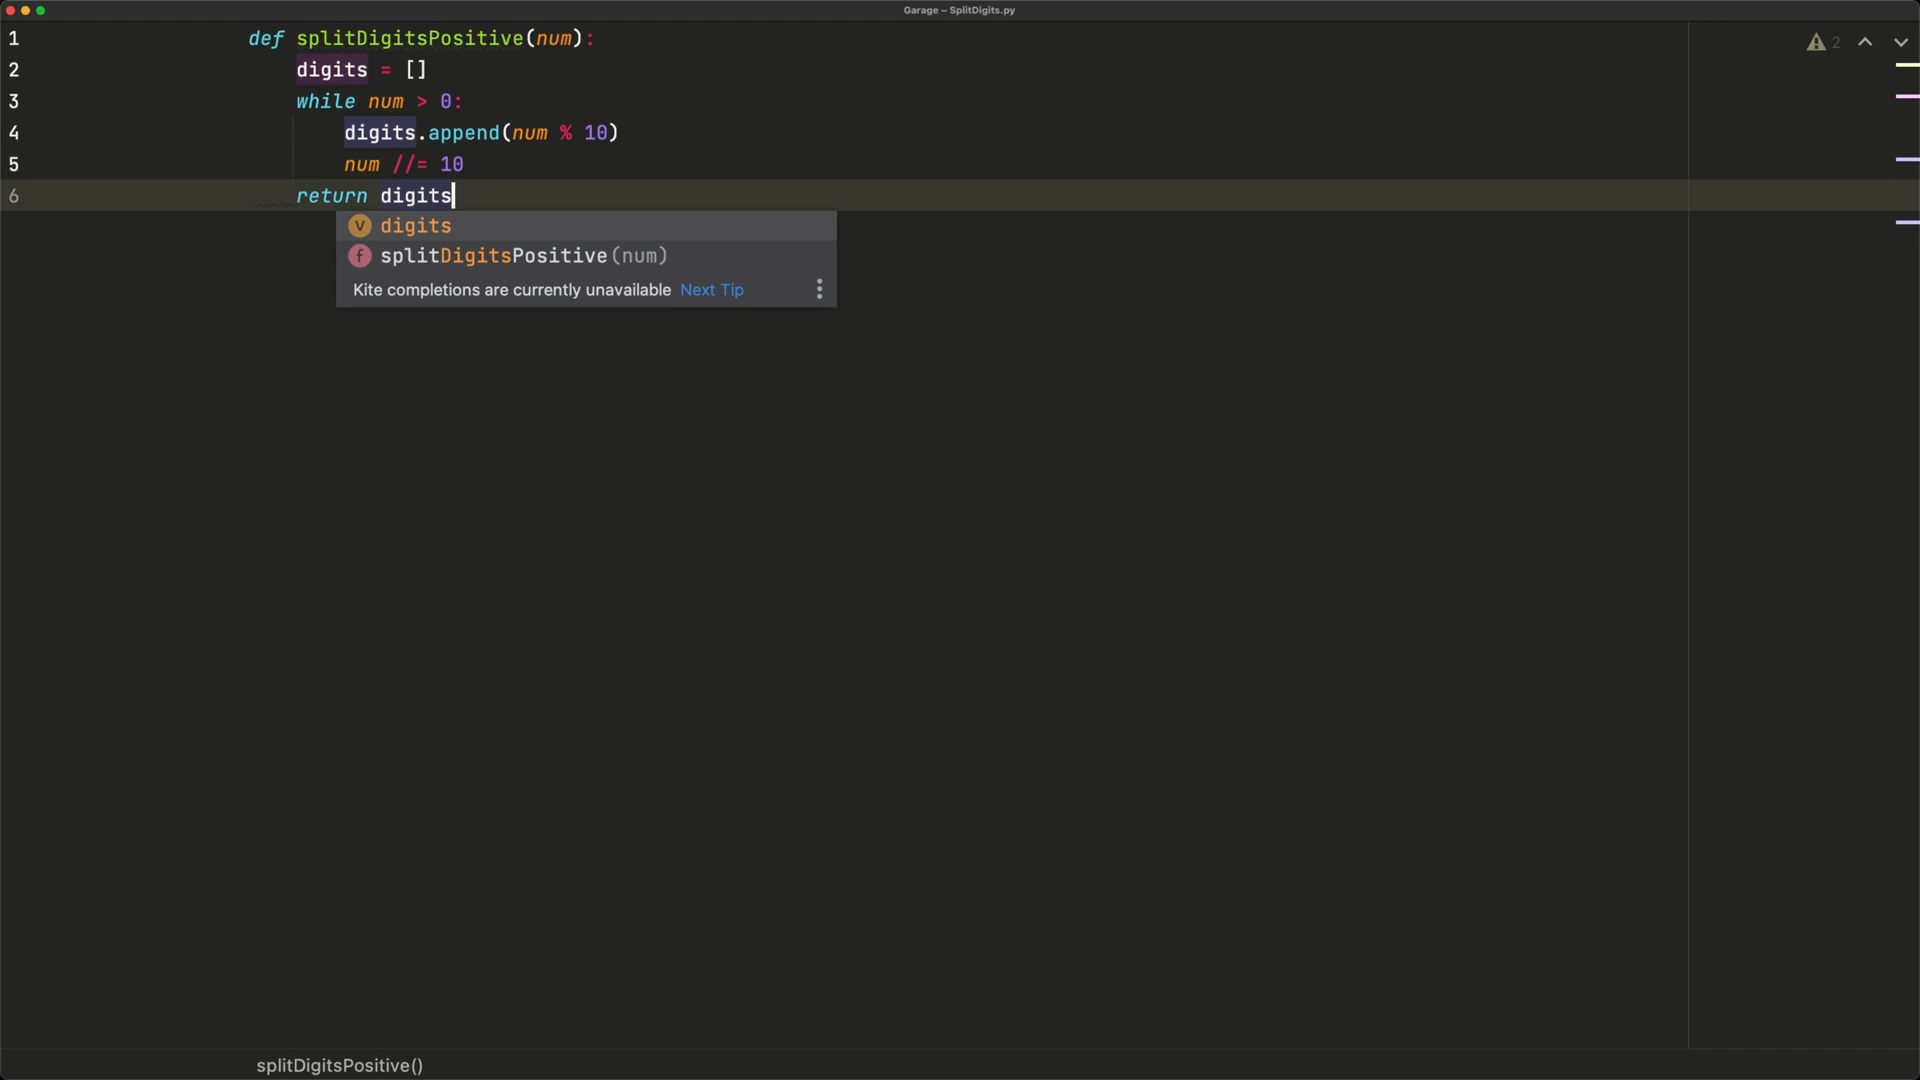 Garage – SplitDigits.py
1 def splitDigitsPositive(num):
2 digits = []
3 while num > 0:
4 digits.append(num % 10)
5 num //= 10
6 return digits
2
v digits
f splitDigitsPositive(num)
Kite completions are currently unavailable Next Tip
splitDigitsPositive()